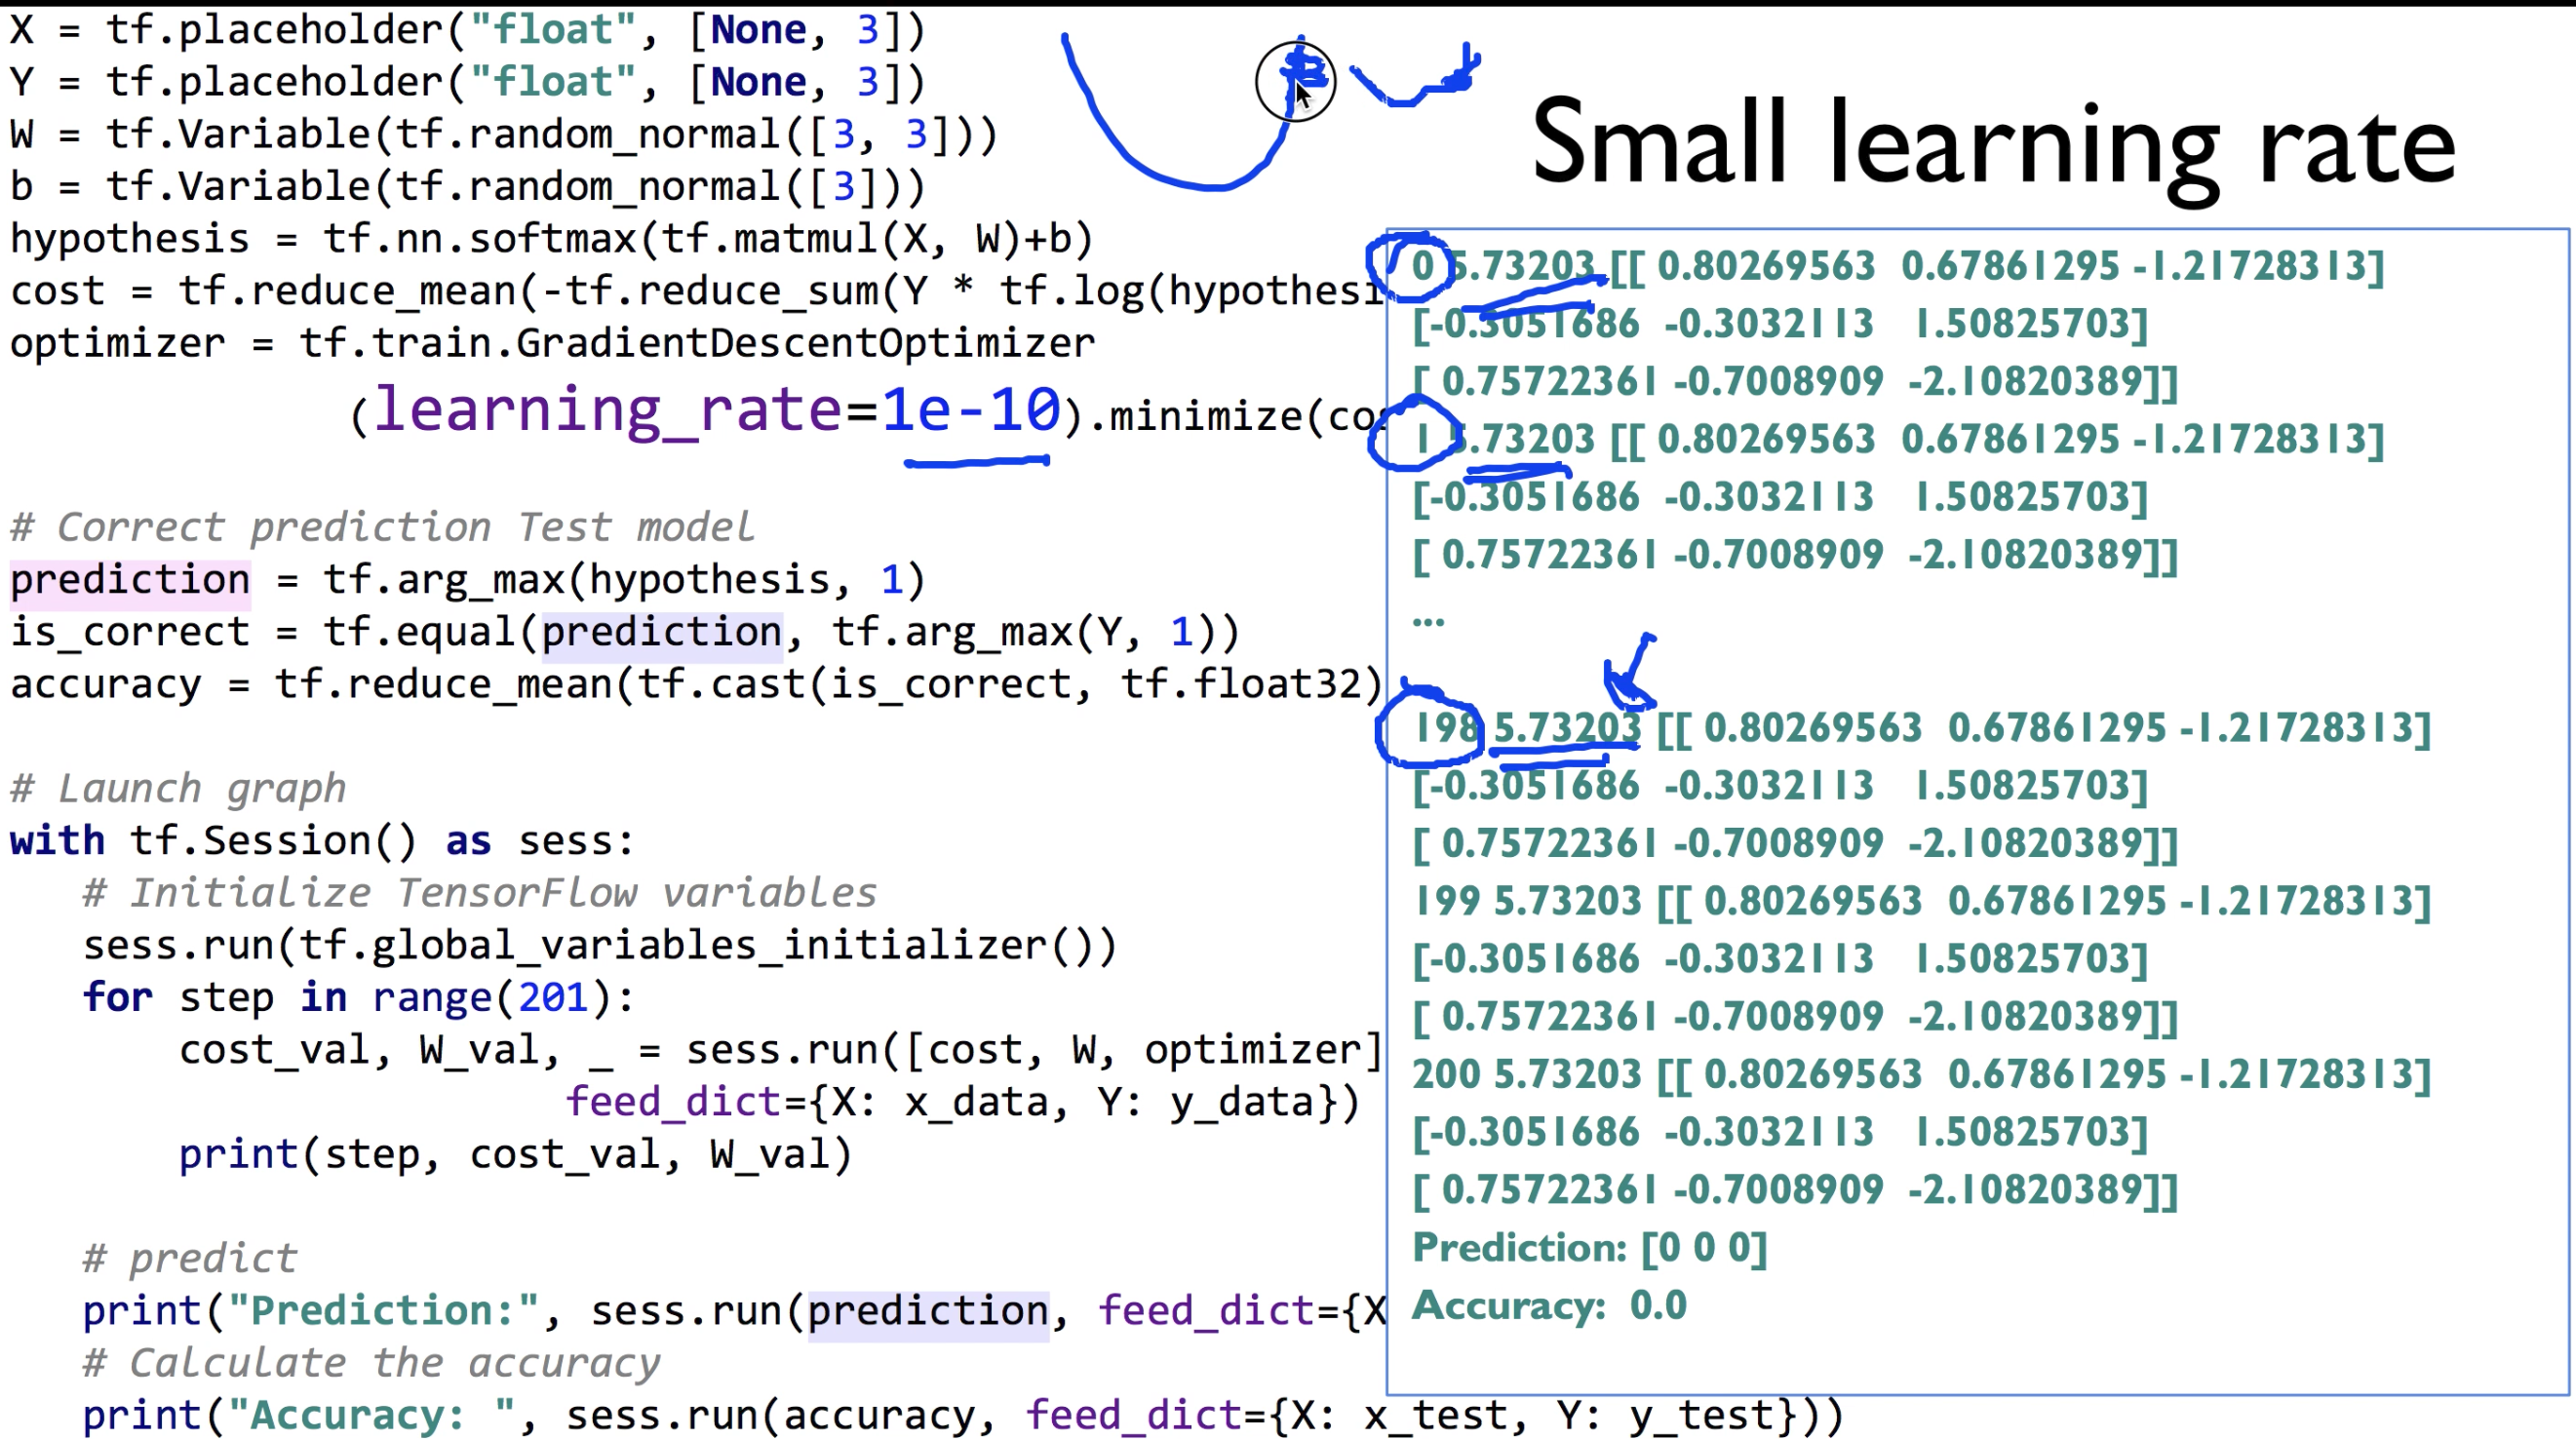 X = tf.placeholder("float", [None, 3])
Y = tf.placeholder("float", [None, 3])
W = tf.Variable(tf.random_normal([3, 3]))
b = tf.Variable(tf.random_normal([3]))
hypothesis = tf.nn.softmax(tf.matmul(X, W)+b)
cost = tf.reduce_mean(-tf.reduce_sum(Y * tf.log(hypothesi
optimizer = tf.train.GradientDescentOptimizer
(learning_rate=1e-10).minimize(cos
# Correct prediction Test model
prediction = tf.arg_max(hypothesis, 1)
is_correct = tf.equal(prediction, tf.arg_max(Y, 1))
accuracy = tf.reduce_mean(tf.cast(is_correct, tf.float32)
# Launch graph
with tf.Session() as sess:
# Initialize TensorFlow variables
sess.run(tf.global_variables_initializer())
for step in range(201):
cost_val, W_val, _ = sess.run([cost, W, optimizer]
feed_dict={X: x_data, Y: y_data})
print(step, cost_val, W_val)
# predict
print("Prediction:", sess.run(prediction, feed_dict={X
# Calculate the accuracy
print("Accuracy: ", sess.run(accuracy, feed_dict={X: x_test, Y: y_test}))
Small learning rate
0 5.73203 [[ 0.80269563 0.67861295 -1.21728313]
[-0.3051686 -0.3032113 1.50825703]
[ 0.75722361 -0.7008909 -2.10820389]]
1 5.73203 [[ 0.80269563 0.67861295 -1.21728313]
[-0.3051686 -0.3032113 1.50825703]
[ 0.75722361 -0.7008909 -2.10820389]]
...
198 5.73203 [[ 0.80269563 0.67861295 -1.21728313]
[-0.3051686 -0.3032113 1.50825703]
[ 0.75722361 -0.7008909 -2.10820389]]
199 5.73203 [[ 0.80269563 0.67861295 -1.21728313]
[-0.3051686 -0.3032113 1.50825703]
[ 0.75722361 -0.7008909 -2.10820389]]
200 5.73203 [[ 0.80269563 0.67861295 -1.21728313]
[-0.3051686 -0.3032113 1.50825703]
[ 0.75722361 -0.7008909 -2.10820389]]
Prediction: [0 0 0]
Accuracy: 0.0